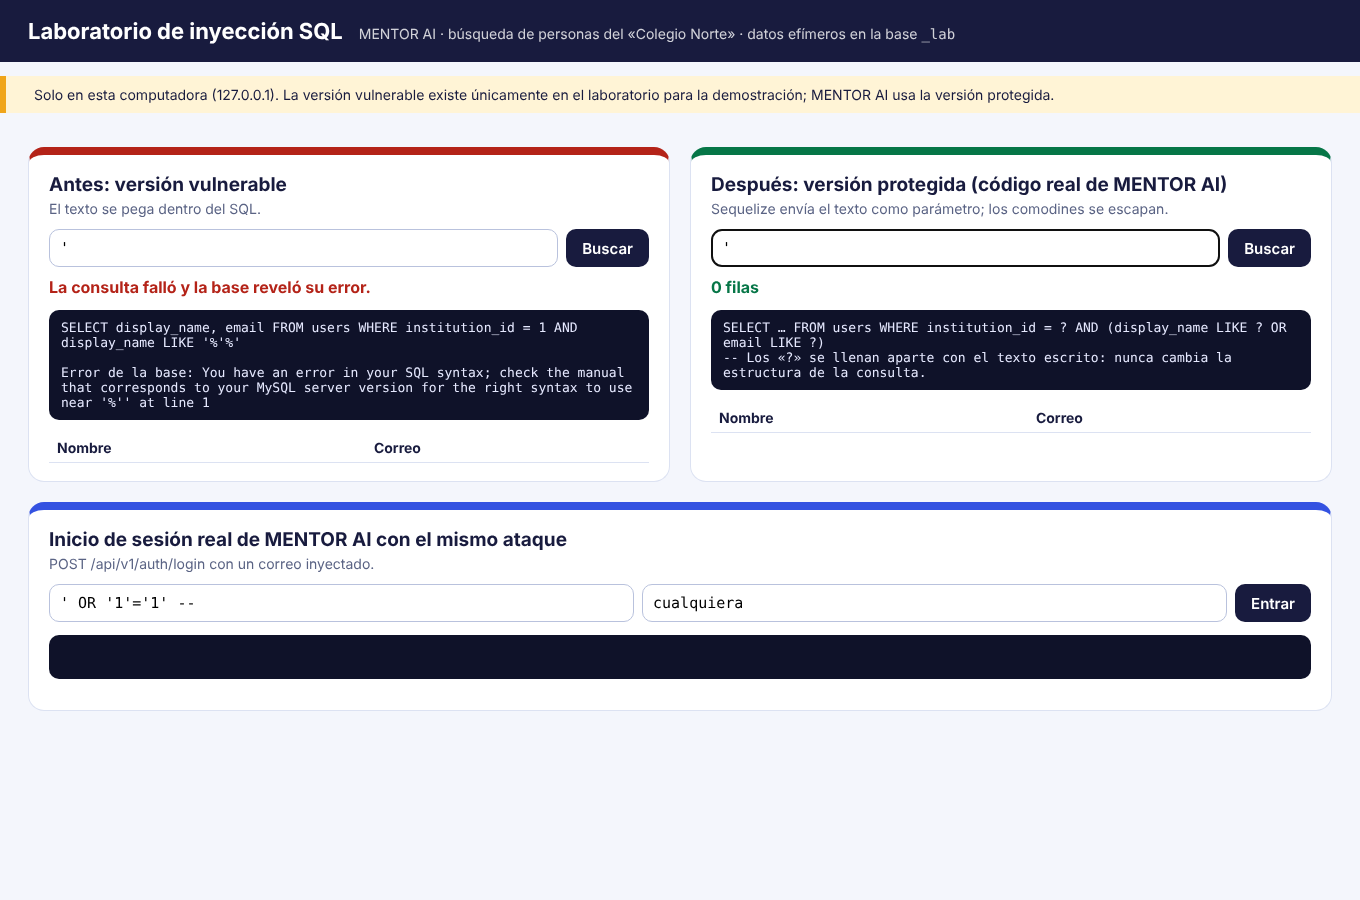 Laboratorio de inyección SQL MENTOR AI · búsqueda de personas del «Colegio Norte» · datos efímeros en la base _lab
Solo en esta computadora (127.0.0.1). La versión vulnerable existe únicamente en el laboratorio para la demostración; MENTOR AI usa la versión protegida.
Antes: versión vulnerable
El texto se pega dentro del SQL.
'
Buscar
La consulta falló y la base reveló su error.
SELECT display_name, email FROM users WHERE institution_id = 1 AND
display_name LIKE '%'%'
Error de la base: You have an error in your SQL syntax; check the manual
that corresponds to your MySQL server version for the right syntax to use
near '%'' at line 1
Nombre Correo
Después: versión protegida (código real de MENTOR AI)
Sequelize envía el texto como parámetro; los comodines se escapan.
'
Buscar
0 filas
SELECT … FROM users WHERE institution_id = ? AND (display_name LIKE ? OR
email LIKE ?)
-- Los «?» se llenan aparte con el texto escrito: nunca cambia la
estructura de la consulta.
Nombre Correo
Inicio de sesión real de MENTOR AI con el mismo ataque
POST /api/v1/auth/login con un correo inyectado.
' OR '1'='1' --
cualquiera
Entrar